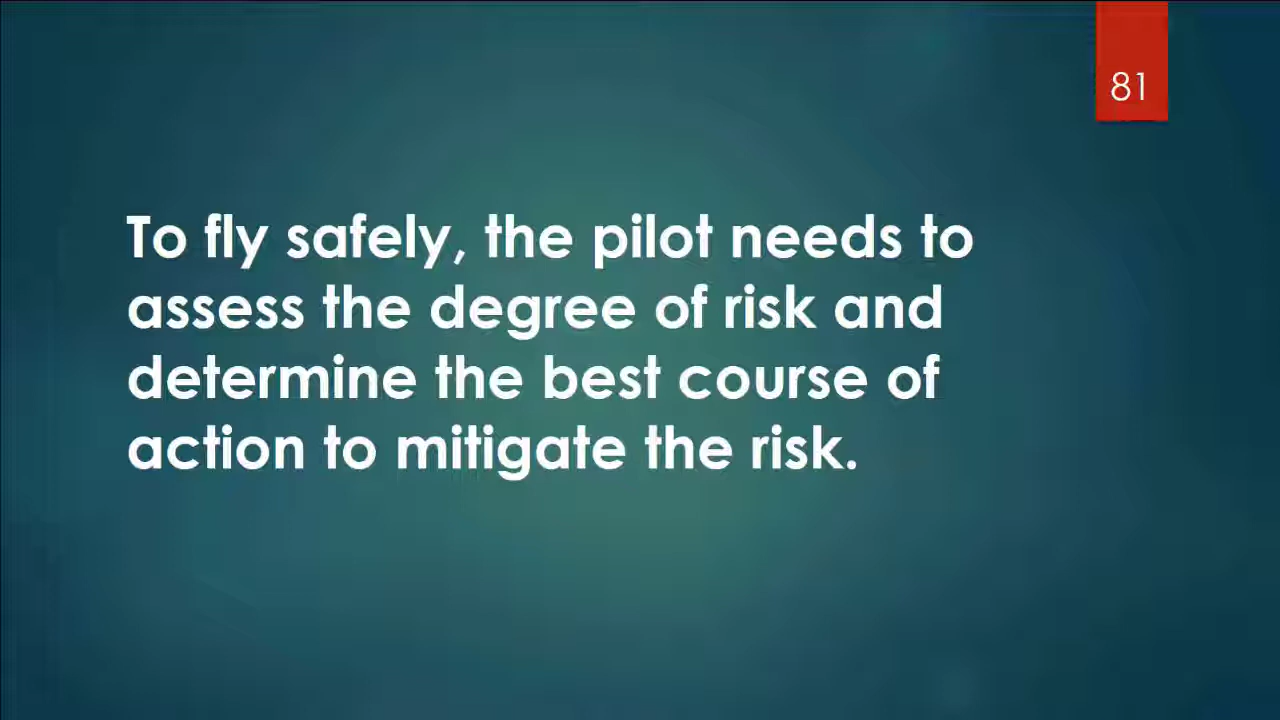 81
To fly safely, the pilot needs to
assess the degree of risk and
determine the best course of
action to mitigate the risk.